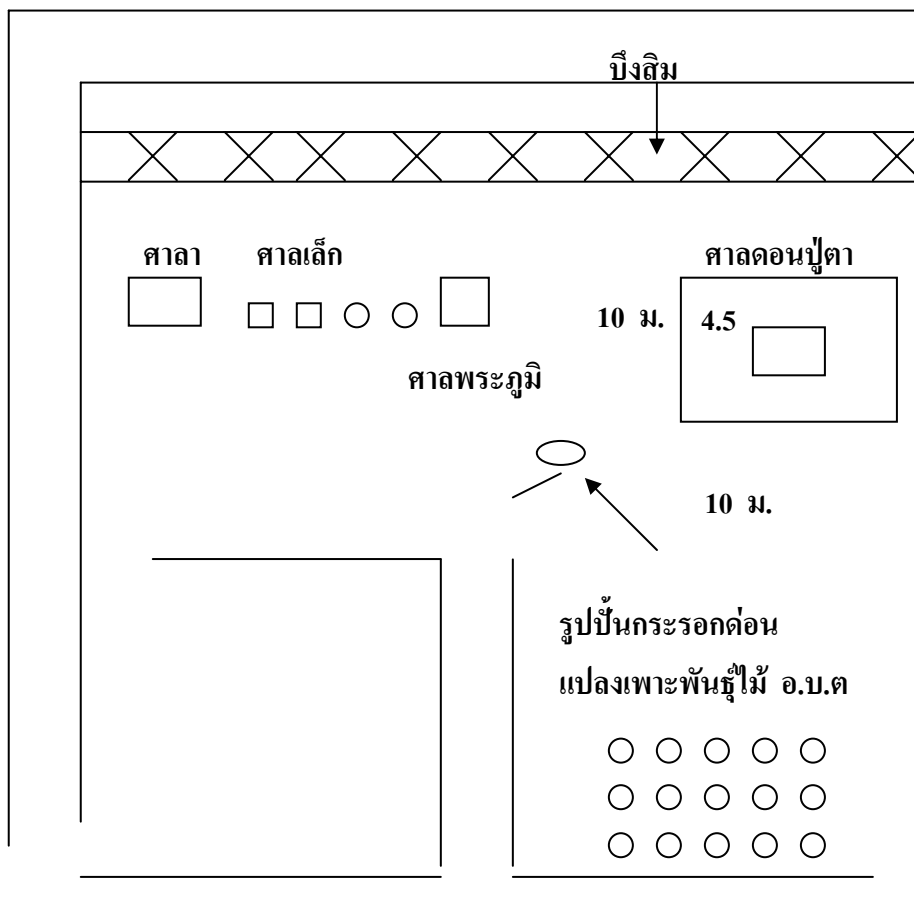 บึงสิม
ศาลา ศาลเล็ก ศาลดอนปู่ตา
10 ม. 4.5
ศาลพระภูมิ
10 ม.
รูปปั้นกระรอกด่อน
แปลงเพาะพันธุ์ไม้ อ.บ.ต